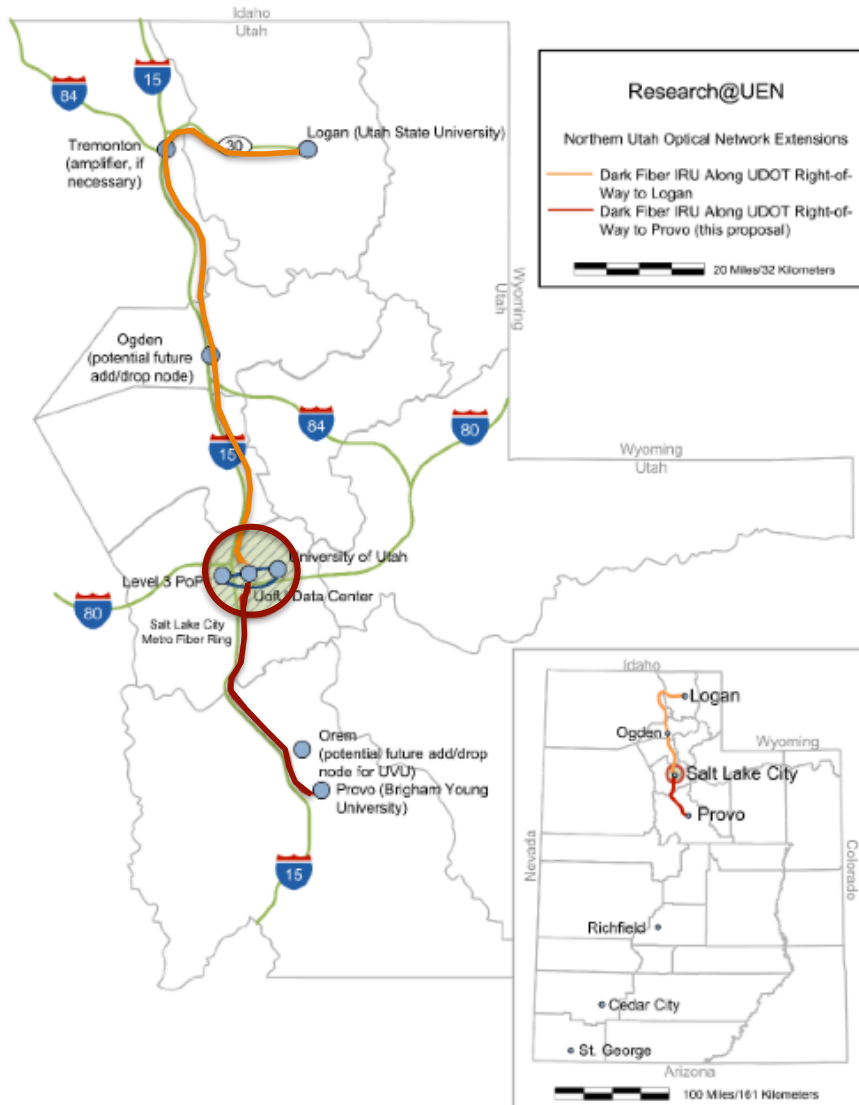 Idaho
Utah
84
15
30
Logan (Utah State University)
Tremonton
(amplifier, if
necessary)
Research@UEN
Northern Utah Optical Network Extensions
Dark Fiber IRU Along UDOT Right-of-
Way to Logan
Dark Fiber IRU Along UDOT Right-of-
Way to Provo (this proposal)
20 Miles/32 Kilometers
Wyoming
Utah
Ogden
(potential future
add/drop node)
84
80
15
Wyoming
Utah
University of Utah
Level 3 PoP
UofU Data Center
80
Salt Lake City
Metro Fiber Ring
Orem
(potential future add/drop
node for UVU)
Provo (Brigham Young
University)
15
Idaho
Logan
Ogden
Wyoming
Salt Lake City
Provo
Nevada
Colorado
Richfield
Cedar City
St. George
Arizona
100 Miles/161 Kilometers